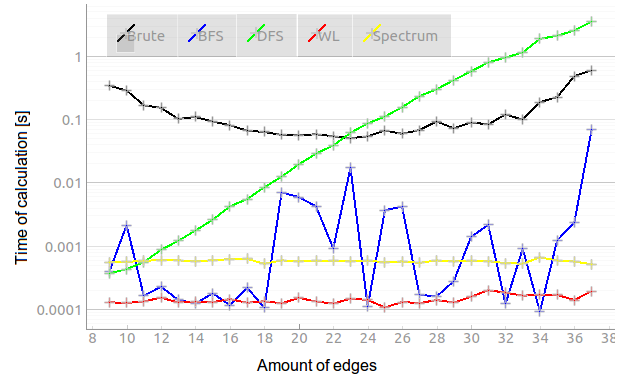 Brute BFS DFS WL Spectrum
1
0.1
0.01
0.001
0.0001
Time of calculation [s]
8 10 12 14 16 18 20 22 24 26 28 30 32 34 36 38
Amount of edges